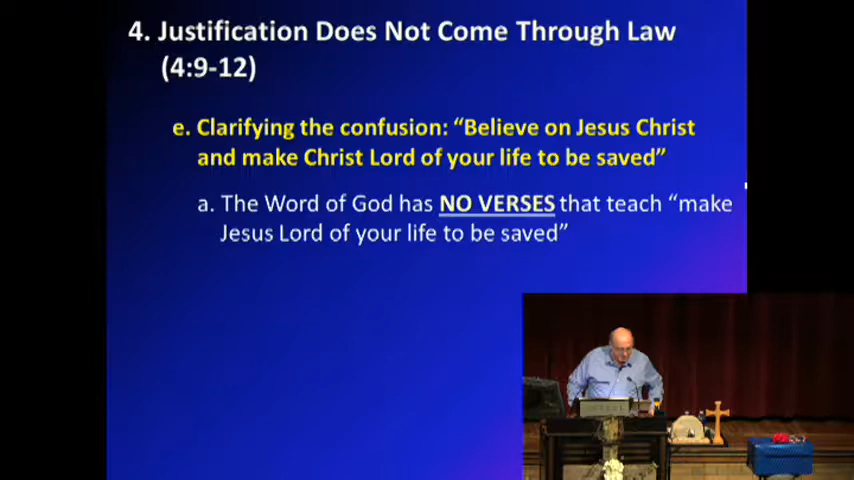 4. Justification Does Not Come Through Law
(4:9-12)
e. Clarifying the confusion: “Believe on Jesus Christ
and make Christ Lord of your life to be saved”
a. The Word of God has NO VERSES that teach “make
Jesus Lord of your life to be saved”